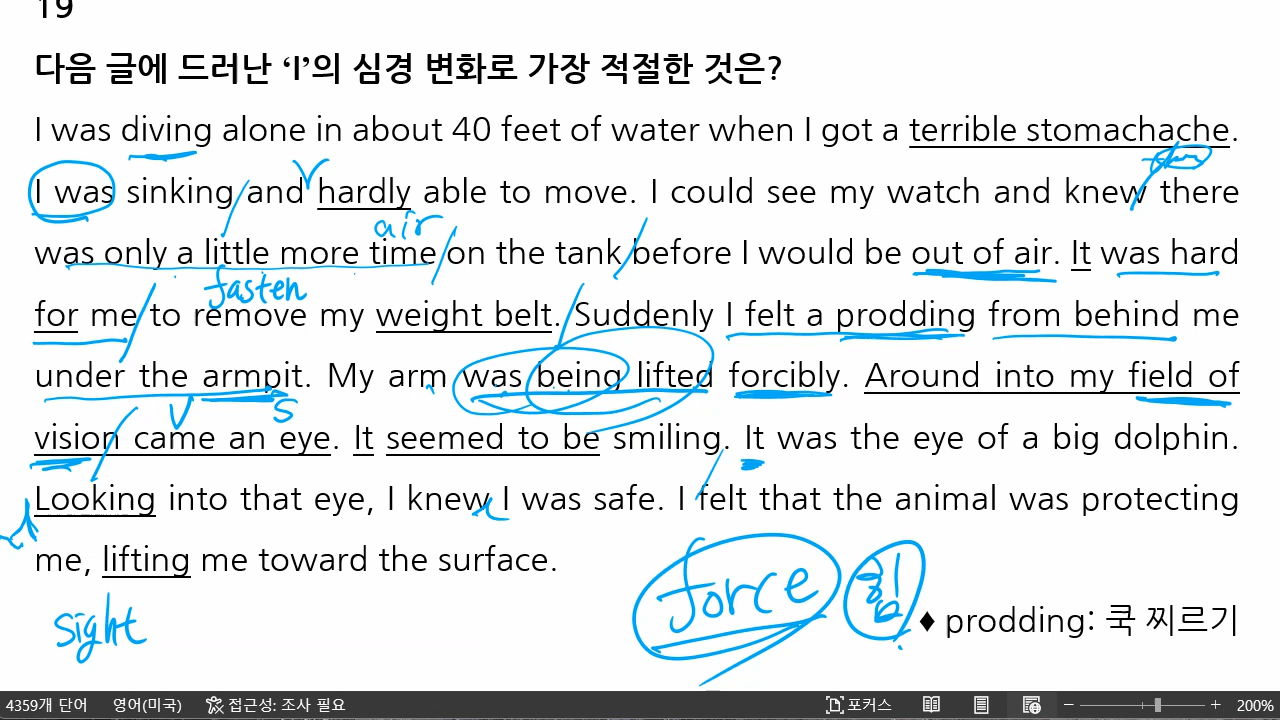 19
다음 글에 드러난 ‘I’의 심경 변화로 가장 적절한 것은?
I was diving alone in about 40 feet of water when I got a terrible stomachache.
I was sinking and hardly able to move. I could see my watch and knew there
air
was only a little more time on the tank before I would be out of air. It was hard
fasten
for me to remove my weight belt. Suddenly I felt a prodding from behind me
under the armpit. My arm was being lifted forcibly. Around into my field of
V S
vision came an eye. It seemed to be smiling. It was the eye of a big dolphin.
Looking into that eye, I knew I was safe. I felt that the animal was protecting
me, lifting me toward the surface.
force 힘
sight
♦ prodding: 쿡 찌르기
4359개 단어 영어(미국) 접근성: 조사 필요 포커스 200%